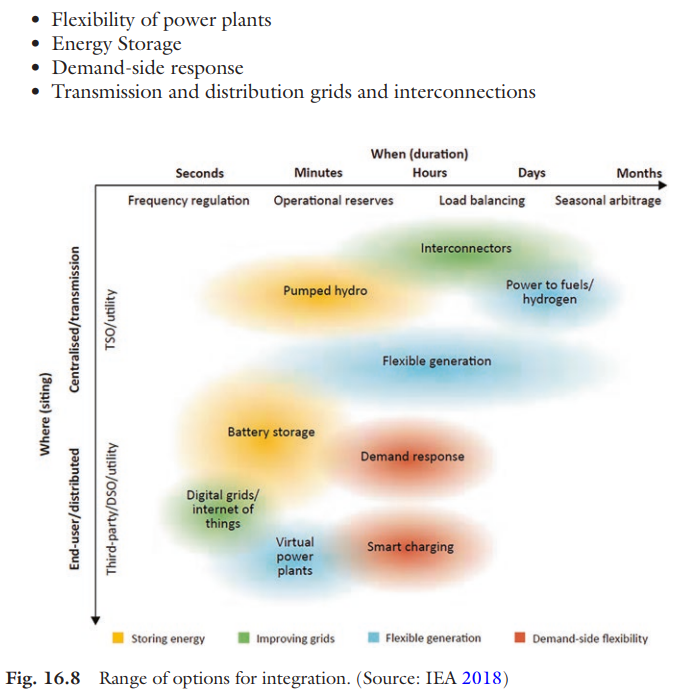 • Flexibility of power plants
• Energy Storage
• Demand-side response
• Transmission and distribution grids and interconnections
When (duration)
Seconds Minutes Hours Days Months
Frequency regulation Operational reserves Load balancing Seasonal arbitrage
Where (siting)
Centralised/transmission
TSO/utility
End-user/distributed
Third-party/DSO/utility
Interconnectors
Pumped hydro
Power to fuels/
hydrogen
Flexible generation
Battery storage
Demand response
Digital grids/
internet of
things
Virtual
power
plants
Smart charging
Storing energy Improving grids Flexible generation Demand-side flexibility
Fig. 16.8 Range of options for integration. (Source: IEA 2018)